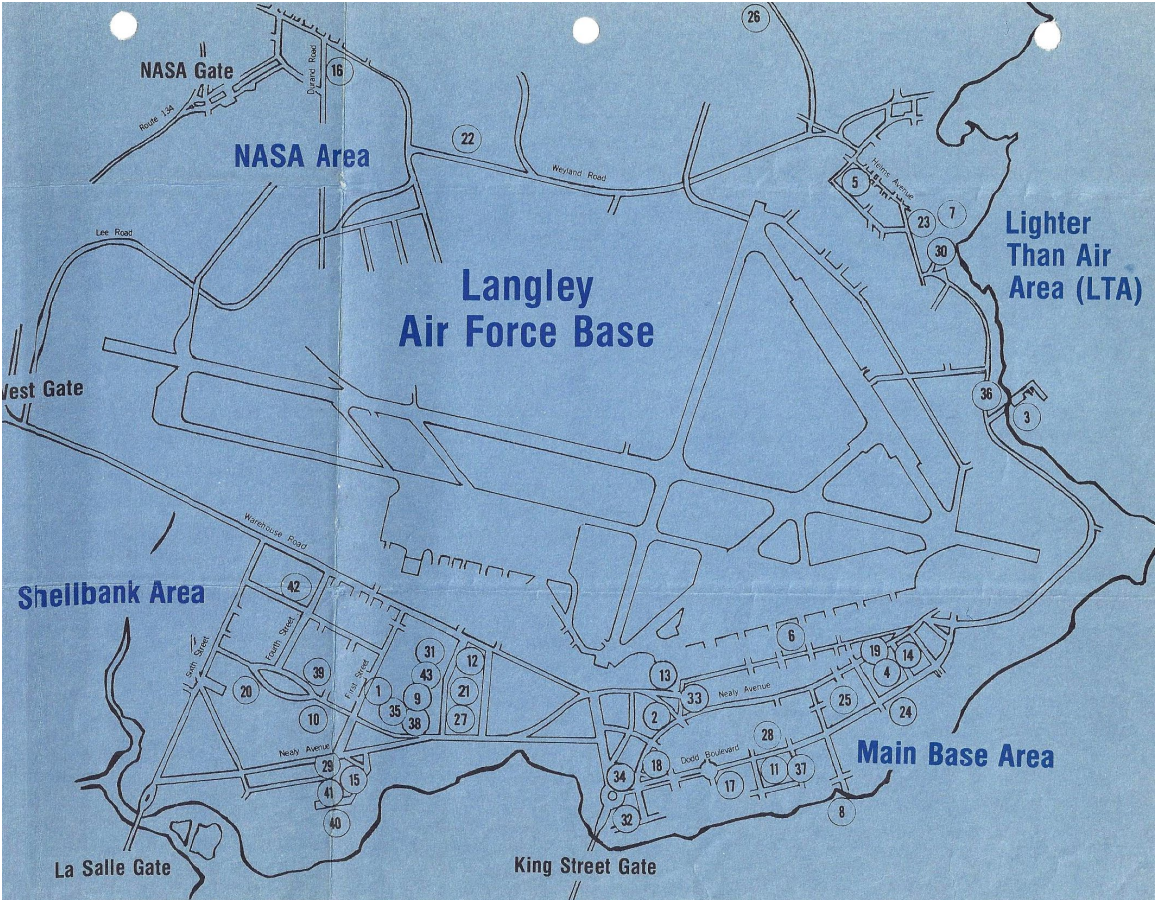 26
NASA Gate
16
Durand Road
Route 134
22
NASA Area
Weyland Road
Helms Avenue
5
23
7
Lighter
Than Air
Area (LTA)
30
Lee Road
Langley
Air Force Base
West Gate
36
3
Warehouse Road
Shellbank Area
42
Sixth Street
Fourth Street
First Street
39
31
43
12
1
9
21
35
38
27
20
10
6
19
14
4
13
33
Nealy Avenue
2
25
24
28
Main Base Area
Nealy Avenue
29
15
41
40
34
18
Dodd Boulevard
17
11
37
32
8
La Salle Gate
King Street Gate